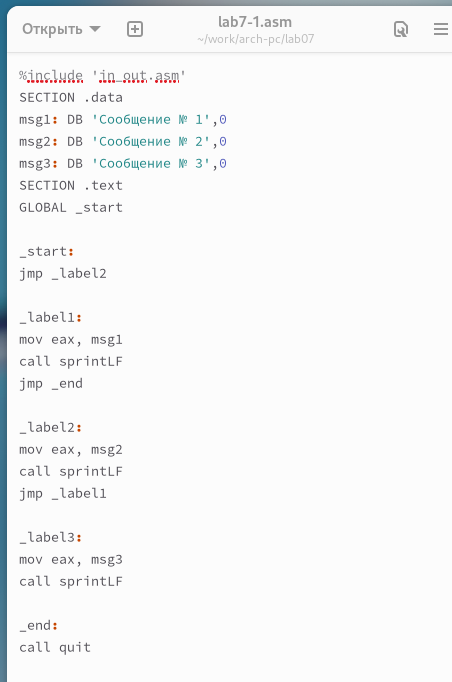 Открыть
lab7-1.asm
~/work/arch-pc/lab07
%include 'in_out.asm'
SECTION .data
msg1: DB 'Сообщение № 1',0
msg2: DB 'Сообщение № 2',0
msg3: DB 'Сообщение № 3',0
SECTION .text
GLOBAL _start
_start:
jmp _label2
_label1:
mov eax, msg1
call sprintLF
jmp _end
_label2:
mov eax, msg2
call sprintLF
jmp _label1
_label3:
mov eax, msg3
call sprintLF
_end:
call quit